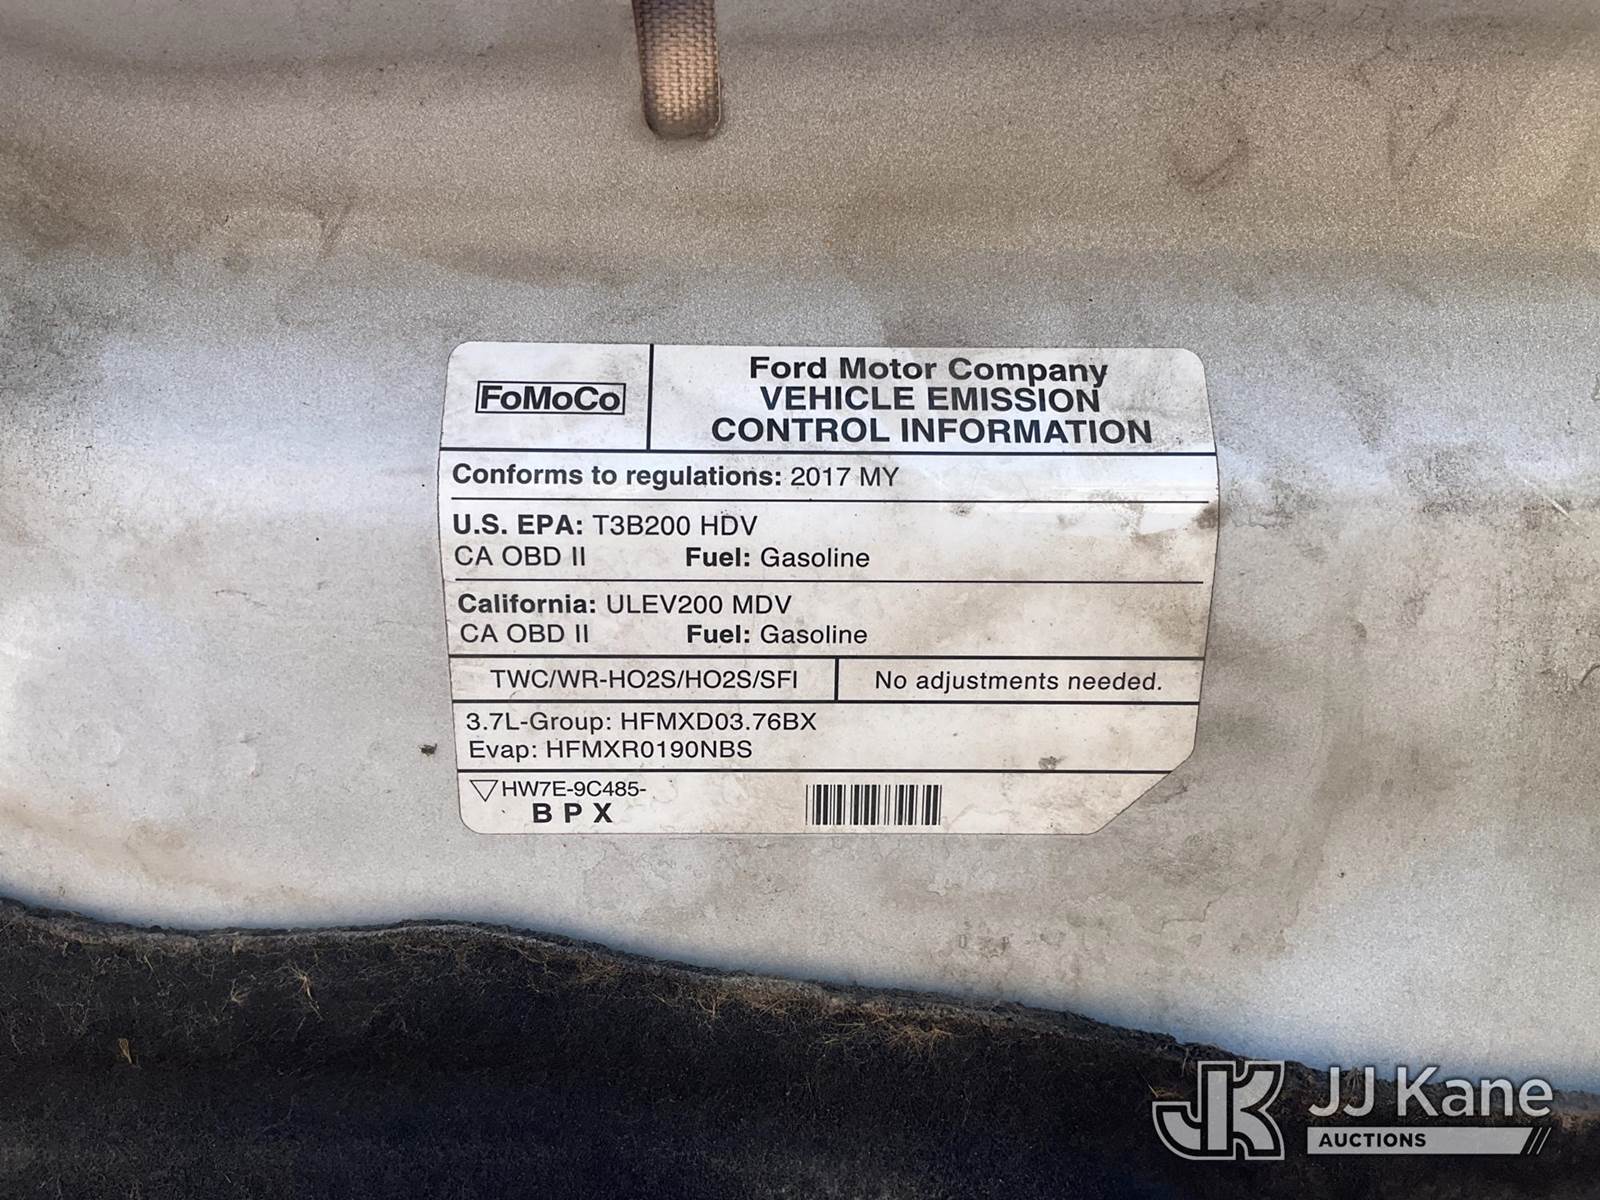 FoMoCo
Ford Motor Company
VEHICLE EMISSION
CONTROL INFORMATION
Conforms to regulations: 2017 MY
U.S. EPA: T3B200 HDV
CA OBD II Fuel: Gasoline
California: ULEV200 MDV
CA OBD II Fuel: Gasoline
TWC/WR-HO2S/HO2S/SFI No adjustments needed.
3.7L-Group: HFMXD03.76BX
Evap: HFMXR0190NBS
HW7E-9C485-
B P X
JK JJ Kane
AUCTIONS